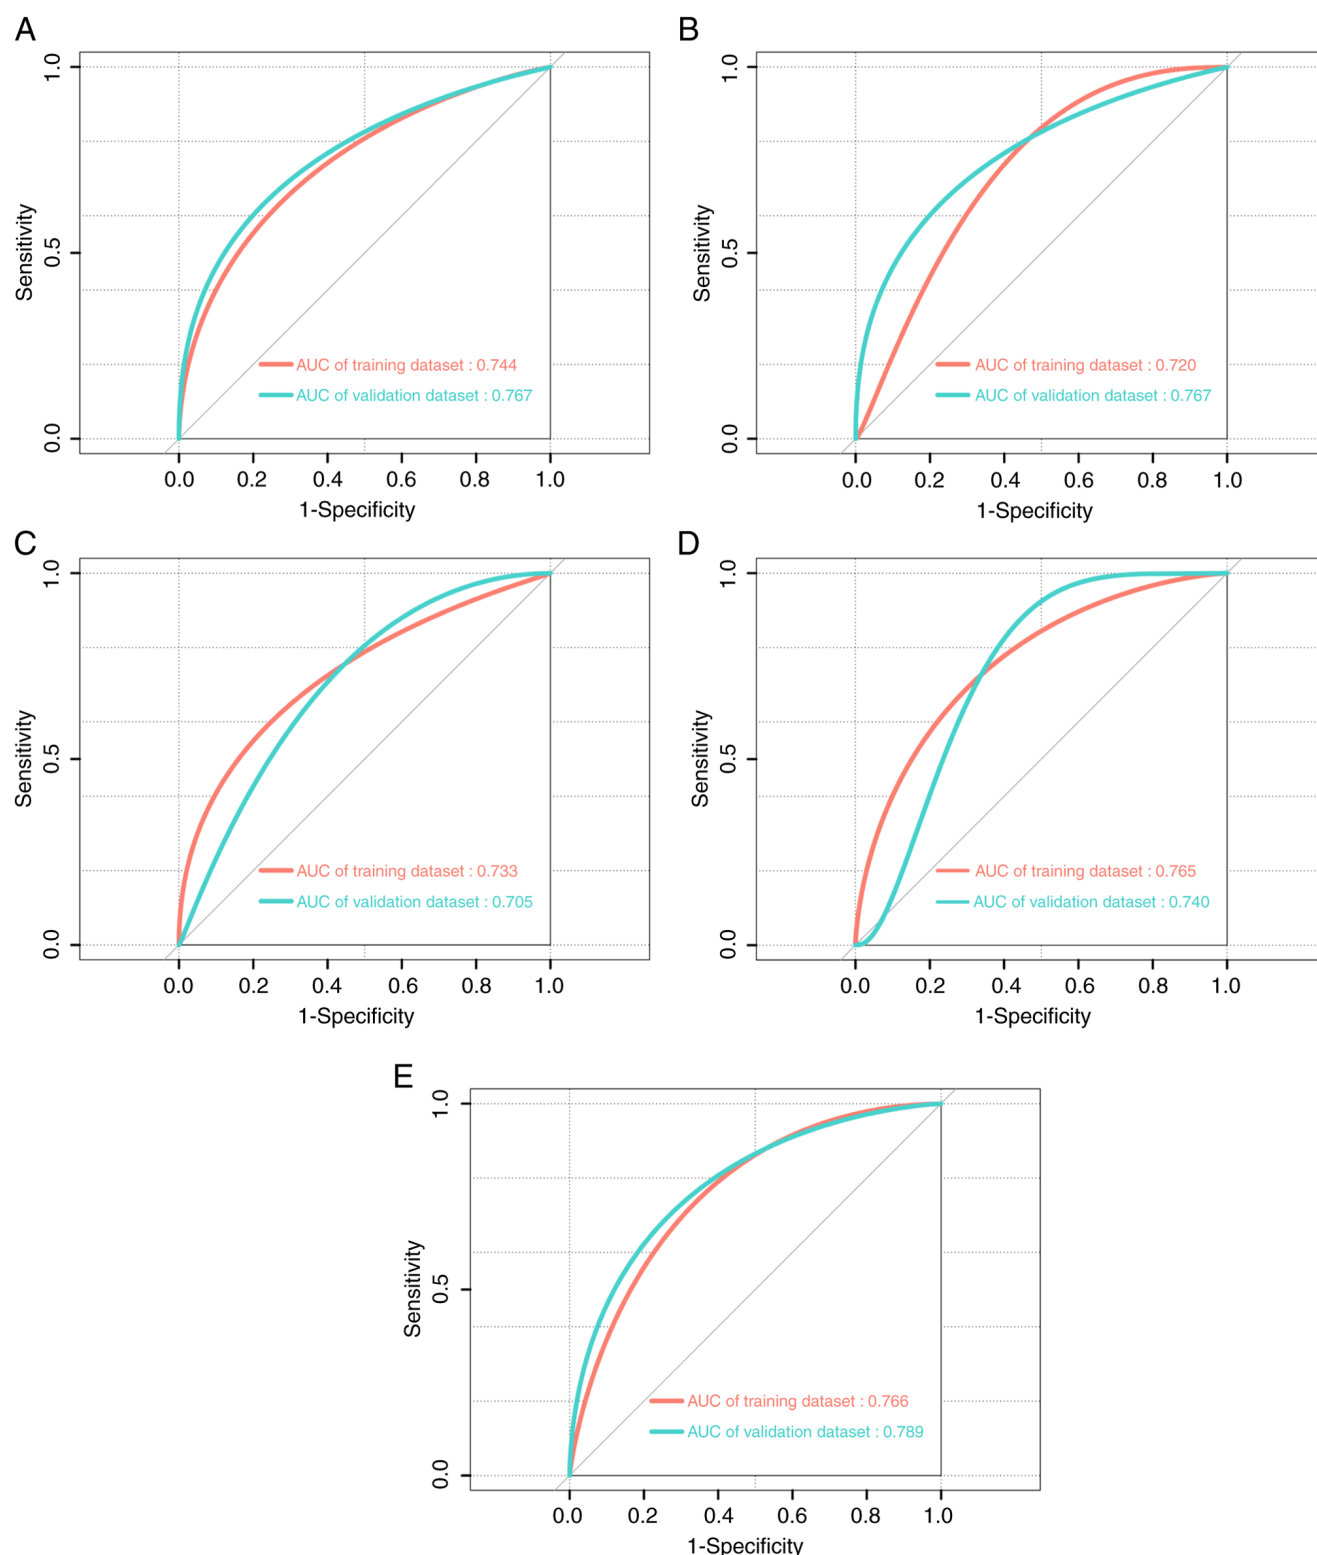 A
1.0
0.5
0.0
Sensitivity
AUC of training dataset : 0.744
AUC of validation dataset : 0.767
0.0 0.2 0.4 0.6 0.8 1.0
1-Specificity
B
1.0
0.5
0.0
Sensitivity
AUC of training dataset : 0.720
AUC of validation dataset : 0.767
0.0 0.2 0.4 0.6 0.8 1.0
1-Specificity
C
1.0
0.5
0.0
Sensitivity
AUC of training dataset : 0.733
AUC of validation dataset : 0.705
0.0 0.2 0.4 0.6 0.8 1.0
1-Specificity
D
1.0
0.5
0.0
Sensitivity
AUC of training dataset : 0.765
AUC of validation dataset : 0.740
0.0 0.2 0.4 0.6 0.8 1.0
1-Specificity
E
1.0
0.5
0.0
Sensitivity
AUC of training dataset : 0.766
AUC of validation dataset : 0.789
0.0 0.2 0.4 0.6 0.8 1.0
1-Specificity